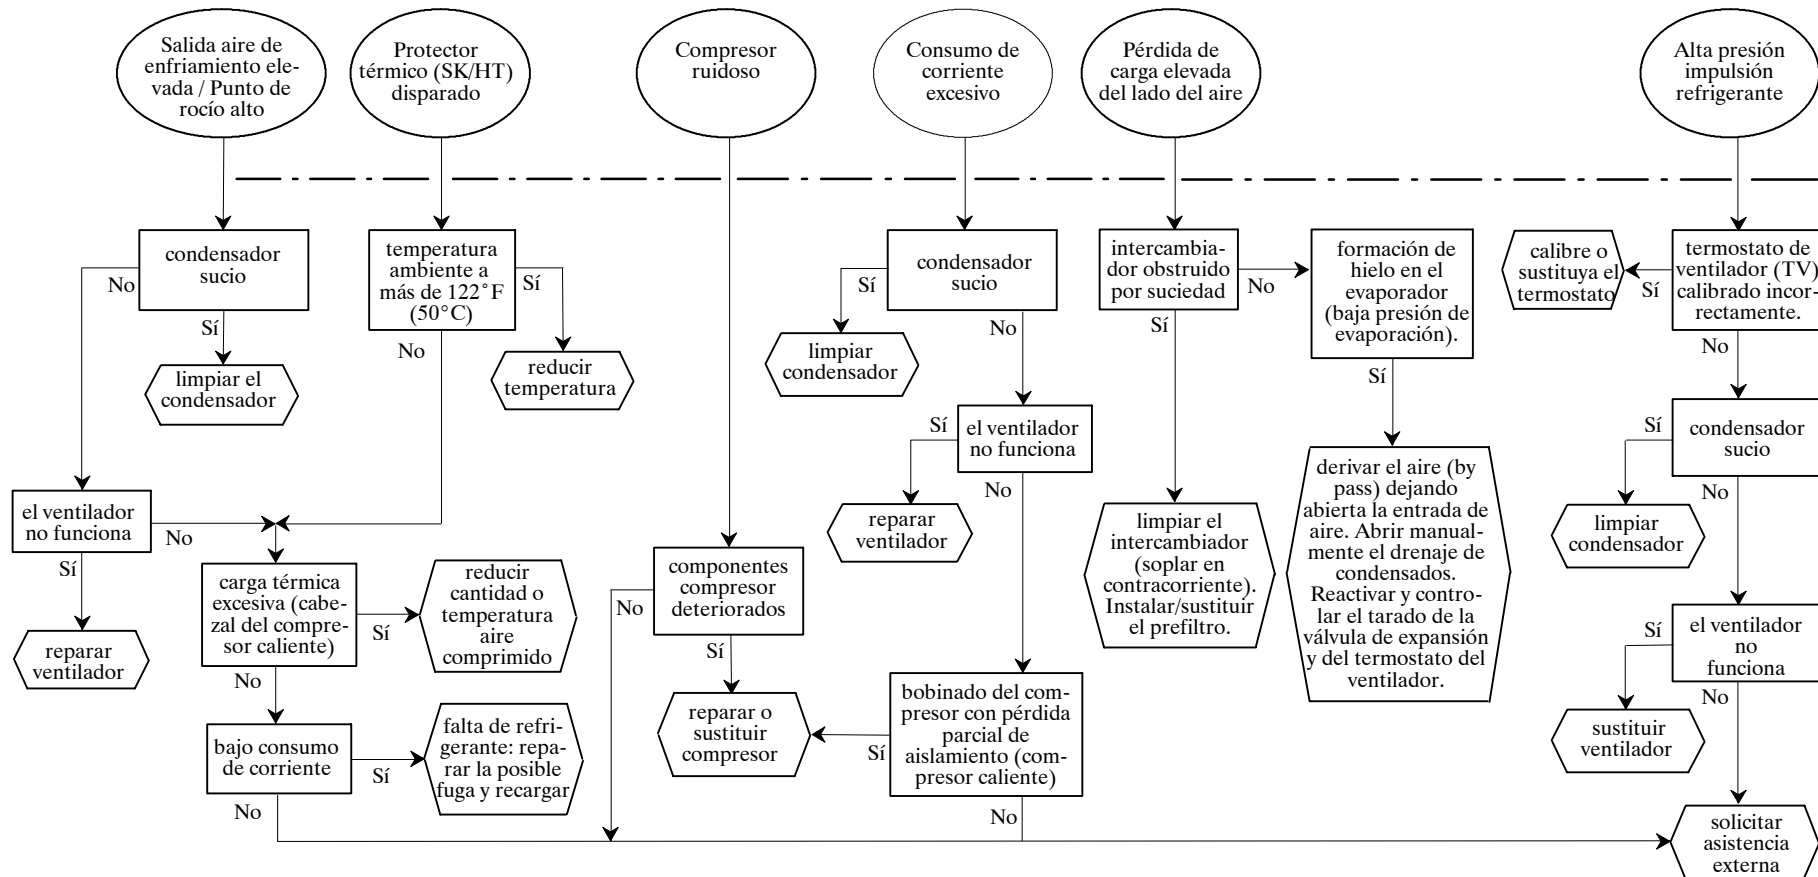 Salida aire de
enfriamiento ele-
vada / Punto de
rocío alto
Protector
térmico (SK/HT)
disparado
Compresor
ruidoso
Consumo de
corriente
excesivo
Pérdida de
carga elevada
del lado del aire
Alta presión
impulsión
refrigerante
condensador
sucio
No
Sí
limpiar el
condensador
el ventilador
no funciona
No
Sí
reparar
ventilador
temperatura
ambiente a
más de 122°F
(50°C)
Sí
No
reducir
temperatura
carga térmica
excesiva (cabe-
zal del compre-
sor caliente)
Sí
No
reducir
cantidad o
temperatura
aire
comprimido
bajo consumo
de corriente
Sí
No
falta de refri-
gerante: repa-
rar la posible
fuga y recargar
componentes
compresor
deteriorados
No
Sí
reparar o
sustituir
compresor
condensador
sucio
Sí
No
limpiar
condensador
el ventilador
no funciona
Sí
No
reparar
ventilador
bobinado del com-
presor con pérdida
parcial de
aislamiento (com-
presor caliente)
Sí
No
intercambia-
dor obstruido
por suciedad
No
Sí
limpiar el
intercambiador
(soplar en
contracorriente).
Instalar/sustituir
el prefiltro.
formación de
hielo en el
evaporador
(baja presión de
evaporación).
Sí
derivar el aire (by
pass) dejando
abierta la entrada de
aire. Abrir manual-
mente el drenaje de
condensados.
Reactivar y contro-
lar el tarado de la
válvula de expansión
y del termostato del
ventilador.
termostato de
ventilador (TV)
calibrado incor-
rectamente.
Sí
No
calibre o
sustituya el
termostato
condensador
sucio
Sí
No
limpiar
condensador
el ventilador
no
funciona
Sí
No
sustituir
ventilador
solicitar
asistencia
externa